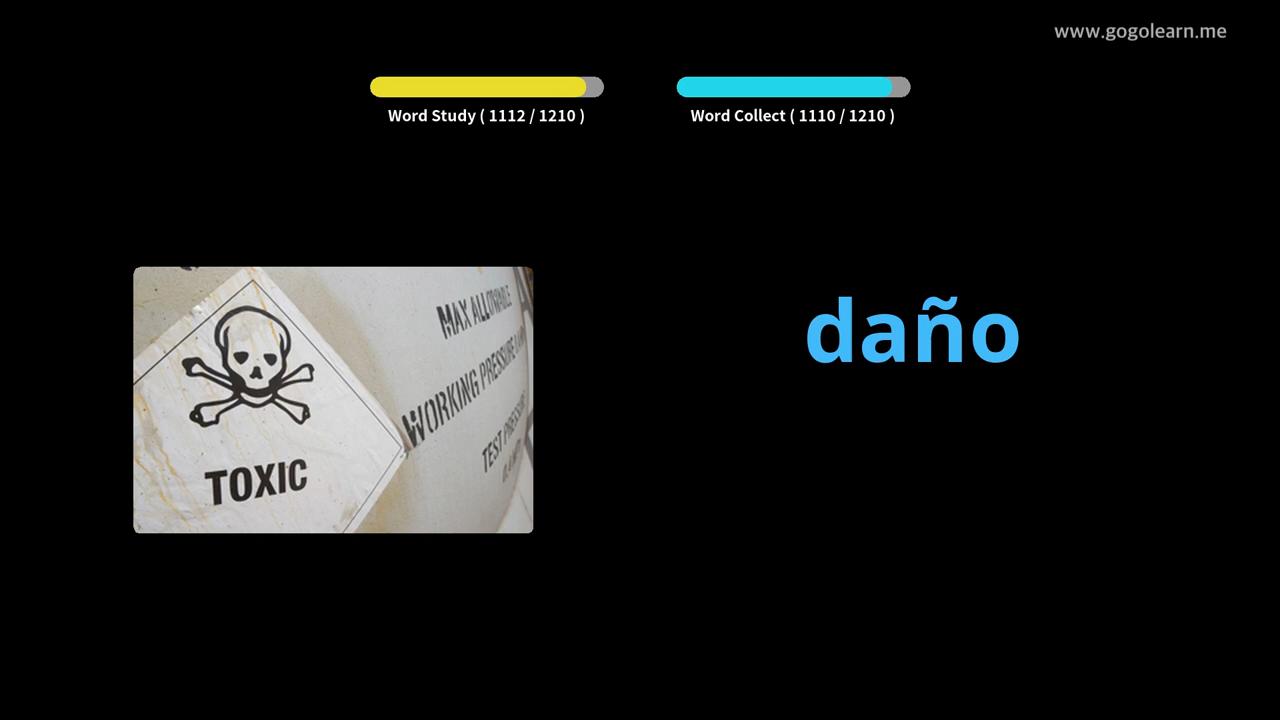 www.gogolearn.me
Word Study ( 1112 / 1210 )
Word Collect ( 1110 / 1210 )
daño
MAX ALLOWABLE
WORKING PRESSURE
TEST PRESSURE
TOXIC